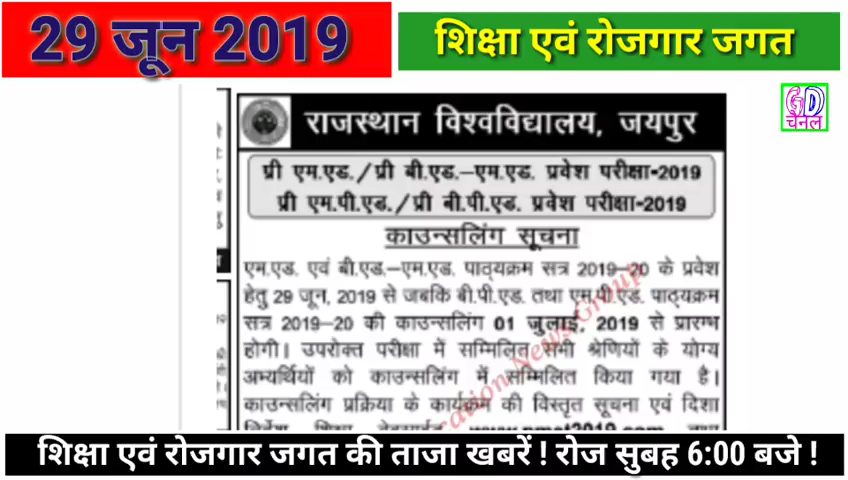 29 जून 2019
शिक्षा एवं रोजगार जगत
GD
चैनल
राजस्थान विश्वविद्यालय, जयपुर
प्री एम.एड./प्री बी.एड.–एम.एड. प्रवेश परीक्षा-2019
प्री एम.पी.एड./प्री बी.पी.एड. प्रवेश परीक्षा-2019
काउन्सलिंग सूचना
एम.एड. एवं बी.एड.–एम.एड. पाठ्यक्रम सत्र 2019–20 के प्रवेश
हेतु 29 जून, 2019 से जबकि बी.पी.एड. तथा एम.पी.एड. पाठ्यक्रम
सत्र 2019–20 की काउन्सलिंग 01 जुलाई, 2019 से प्रारम्भ
होगी। उपरोक्त परीक्षा में सम्मिलित सभी श्रेणियों के योग्य
अभ्यर्थियों को काउन्सलिंग में सम्मिलित किया गया है।
काउन्सलिंग प्रक्रिया के कार्यक्रम की विस्तृत सूचना एवं दिशा
शिक्षा एवं रोजगार जगत की ताजा खबरें ! रोज सुबह 6:00 बजे !